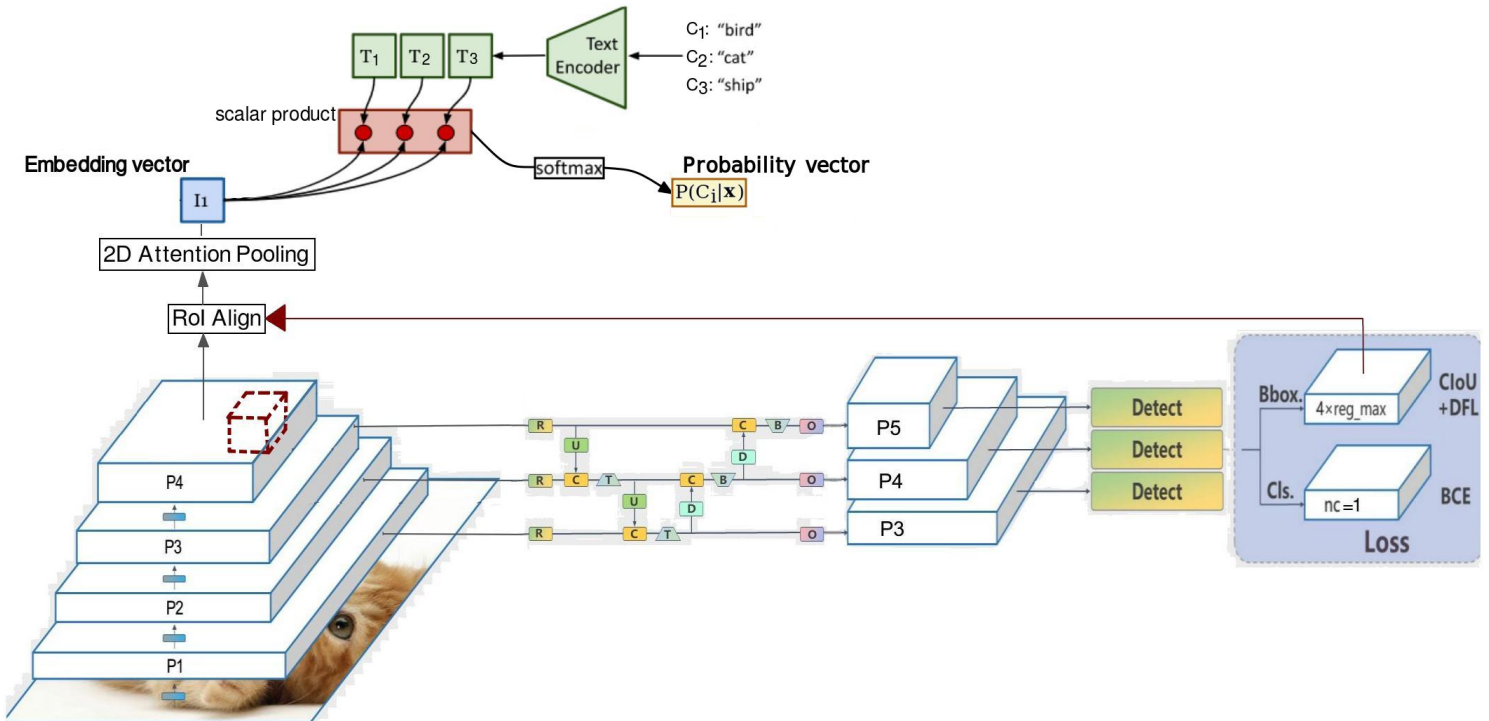 C1: “bird”
T1 T2 T3
Text
Encoder
C2: “cat”
C3: “ship”
scalar product
Embedding vector
softmax
Probability vector
I1
P(Ci|x)
2D Attention Pooling
RoI Align
P4
P3
P2
P1
R
C
B
O
U
D
R
C
T
C
B
O
U
D
R
C
T
O
P5
P4
P3
Detect
Detect
Detect
Bbox.
4×reg_max
CIoU
+DFL
Cls.
nc=1
BCE
Loss